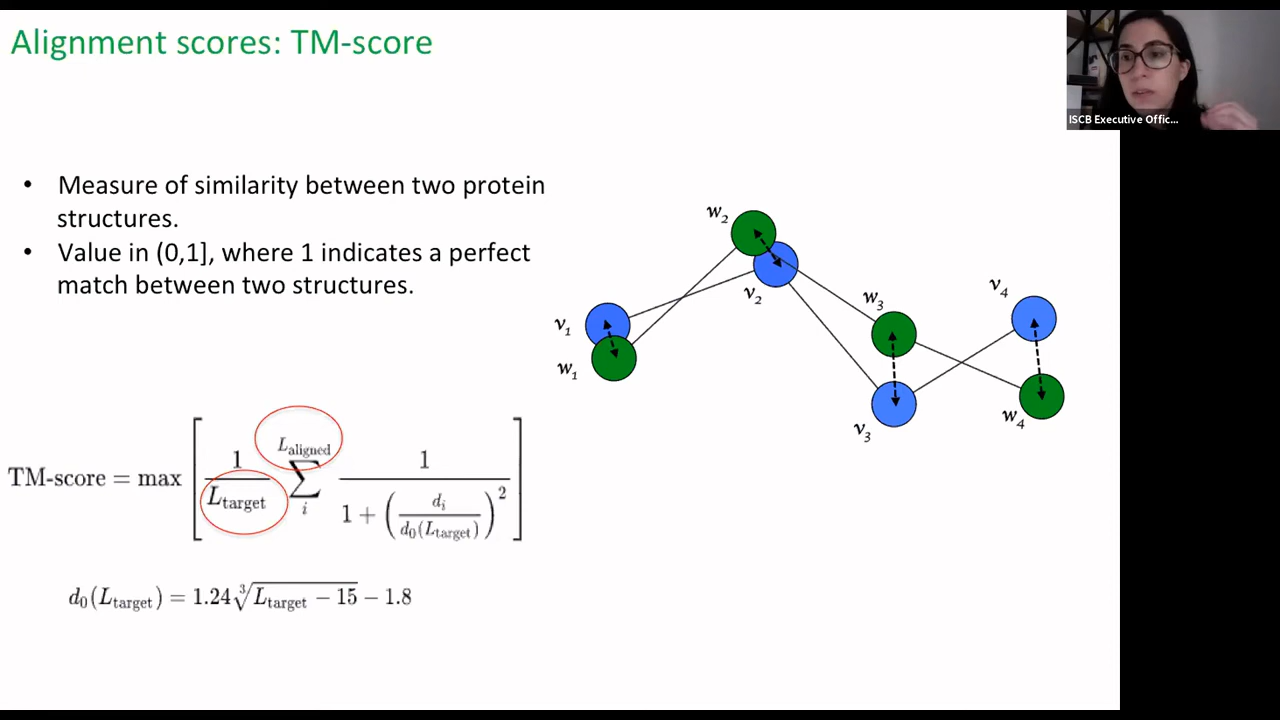 Alignment scores: TM-score
ISCB Executive Offic...
• Measure of similarity between two protein
structures.
• Value in (0,1], where 1 indicates a perfect
match between two structures.
w₂
v₂
v₁
w₁
w₃
v₃
v₄
w₄
TM-score = max [ 1/L_target ∑_i^{L_aligned} 1/(1 + (d_i/d₀(L_target))²) ]
d₀(L_target) = 1.24∛(L_target − 15) − 1.8